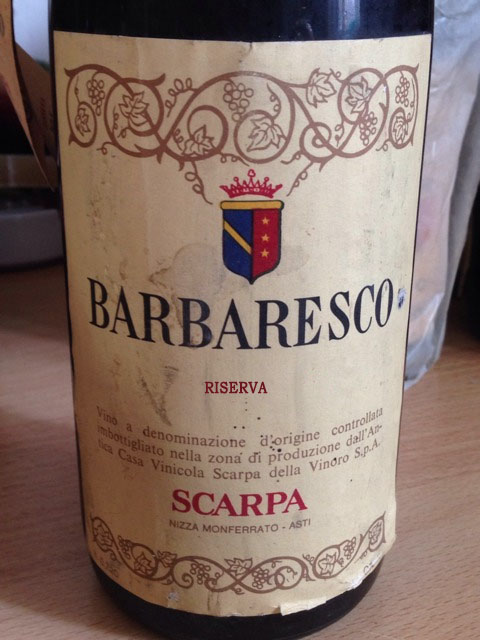 BARBARESCO
RISERVA
Vino a denominazione d'origine controllata
imbottigliato nella zona di produzione dall'An-
tica Casa Vinicola Scarpa della Vinoro S.p.A.
SCARPA
NIZZA MONFERRATO - ASTI